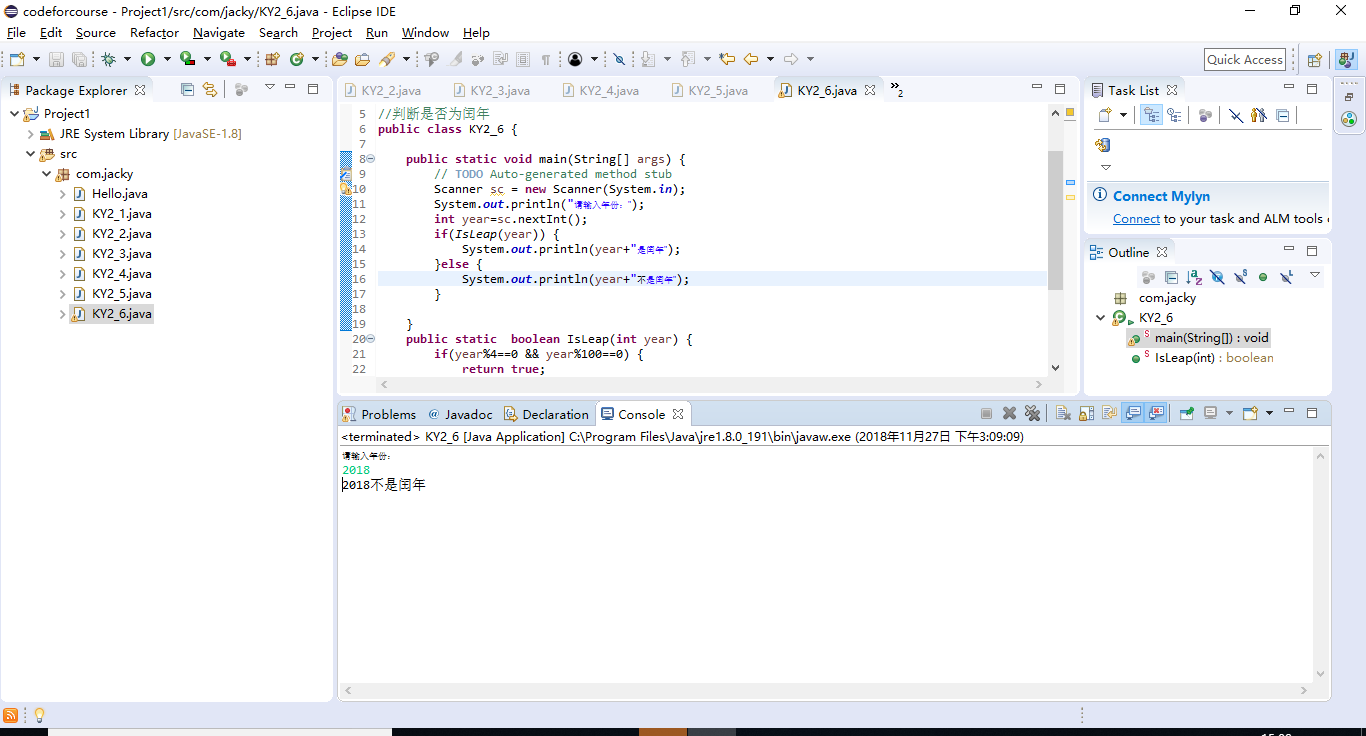 codeforcourse - Project1/src/com/jacky/KY2_6.java - Eclipse IDE
File Edit Source Refactor Navigate Search Project Run Window Help
Quick Access
Package Explorer
Project1
JRE System Library [JavaSE-1.8]
src
com.jacky
Hello.java
KY2_1.java
KY2_2.java
KY2_3.java
KY2_4.java
KY2_5.java
KY2_6.java
KY2_2.java KY2_3.java KY2_4.java KY2_5.java KY2_6.java »2
5 //判断是否为闰年
6 public class KY2_6 {
7
8 public static void main(String[] args) {
9 // TODO Auto-generated method stub
10 Scanner sc = new Scanner(System.in);
11 System.out.println("请输入年份：");
12 int year=sc.nextInt();
13 if(IsLeap(year)) {
14 System.out.println(year+"是闰年");
15 }else {
16 System.out.println(year+"不是闰年");
17 }
18
19 }
20 public static  boolean IsLeap(int year) {
21 if(year%4==0 && year%100==0) {
22 return true;
Task List
Connect Mylyn
Connect to your task and ALM tools
Outline
com.jacky
KY2_6
main(String[]) : void
IsLeap(int) : boolean
Problems @ Javadoc Declaration Console
<terminated> KY2_6 [Java Application] C:\Program Files\Java\jre1.8.0_191\bin\javaw.exe (2018年11月27日 下午3:09:09)
请输入年份：
2018
2018不是闰年